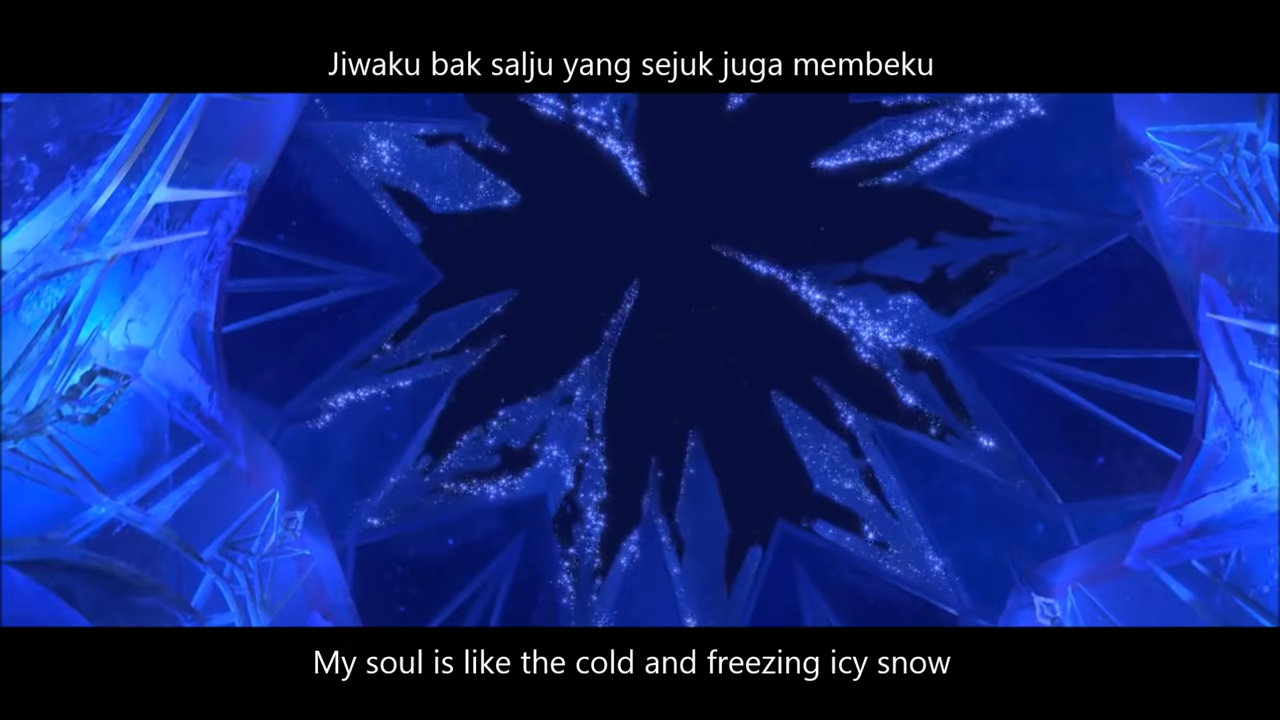 Jiwaku bak salju yang sejuk juga membeku
My soul is like the cold and freezing icy snow